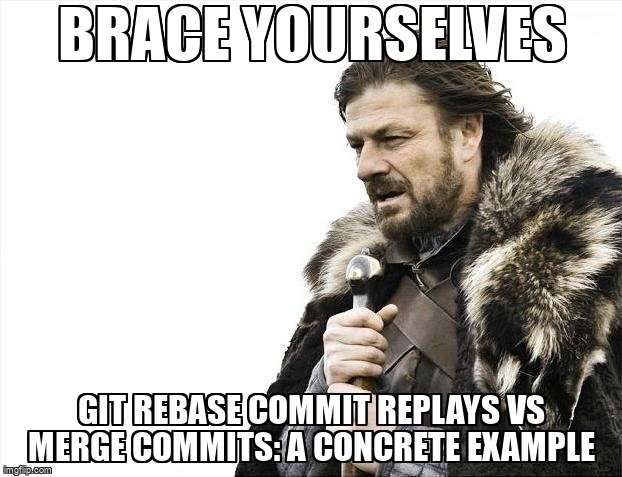 BRACE YOURSELVES
GIT REBASE COMMIT REPLAYS VS
MERGE COMMITS: A CONCRETE EXAMPLE
imgflip.com